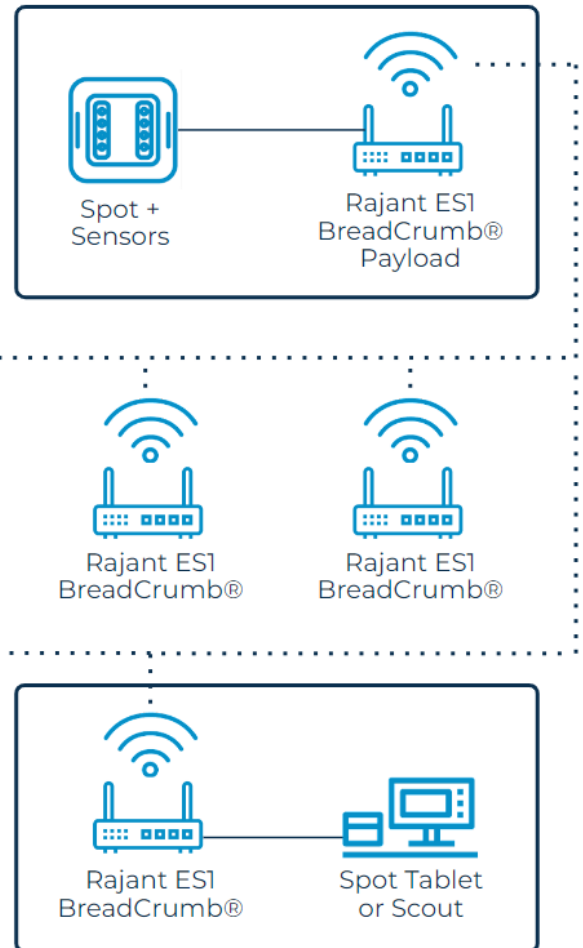 Spot +
Sensors
Rajant ES1
BreadCrumb®
Payload
Rajant ES1
BreadCrumb®
Rajant ES1
BreadCrumb®
Rajant ES1
BreadCrumb®
Spot Tablet
or Scout